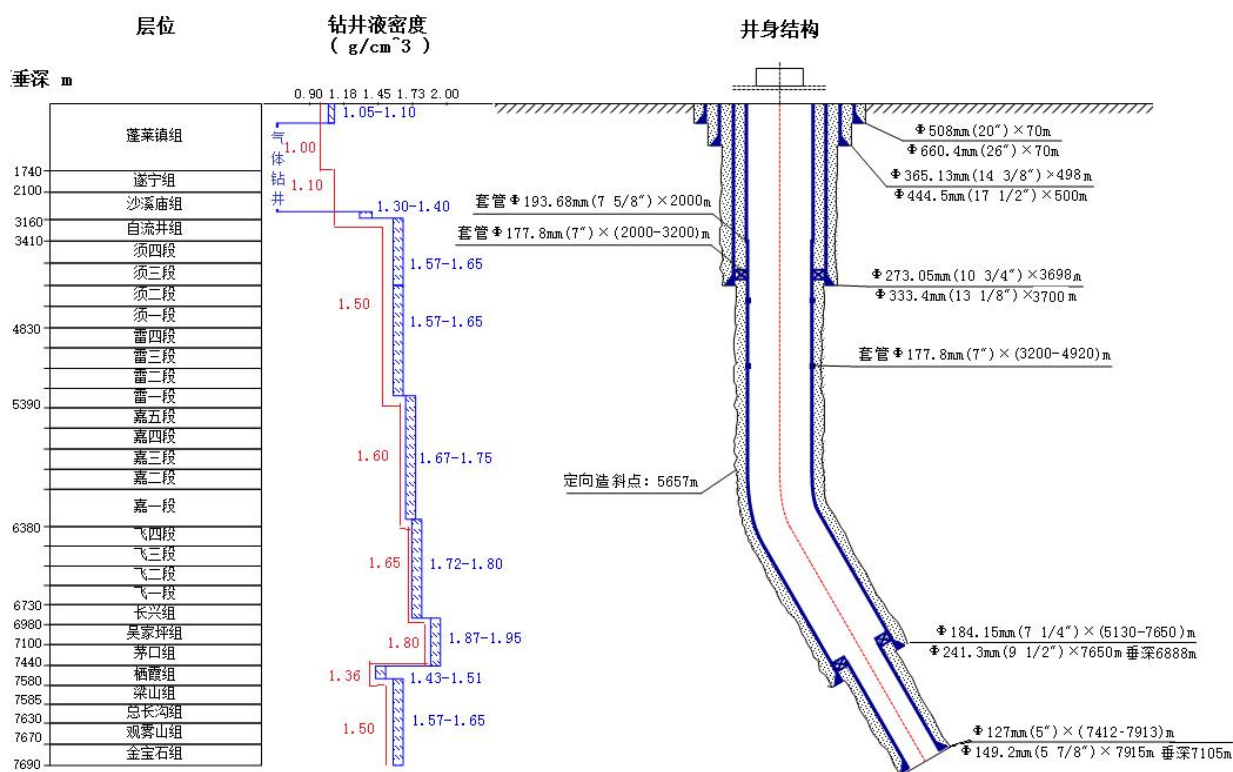 层位
钻井液密度
( g/cm^3 )
井身结构
垂深 m
0.90 1.18 1.45 1.73 2.00
蓬莱镇组
1740
遂宁组
2100
沙溪庙组
3160
自流井组
3410
须四段
须三段
须二段
须一段
4830
雷四段
雷三段
雷二段
雷一段
5390
嘉五段
嘉四段
嘉三段
嘉二段
嘉一段
6380
飞四段
飞三段
飞二段
飞一段
6730
长兴组
6980
吴家坪组
7100
茅口组
7440
栖霞组
7580
梁山组
7585
总长沟组
7630
观雾山组
7670
金宝石组
7690
1.05-1.10
气体钻井
1.00
1.10
1.30-1.40
1.57-1.65
1.50
1.57-1.65
1.60
1.67-1.75
1.65
1.72-1.80
1.80
1.87-1.95
1.36
1.43-1.51
1.50
1.57-1.65
Φ508mm(20″)×70m
Φ660.4mm(26″)×70m
Φ365.13mm(14 3/8″)×498m
Φ444.5mm(17 1/2″)×500m
套管Φ193.68mm(7 5/8″)×2000m
套管Φ177.8mm(7″)×(2000-3200)m
Φ273.05mm(10 3/4″)×3698m
Φ333.4mm(13 1/8″)×3700m
套管Φ177.8mm(7″)×(3200-4920)m
定向造斜点：5657m
Φ184.15mm(7 1/4″)×(5130-7650)m
Φ241.3mm(9 1/2″)×7650m 垂深6888m
Φ127mm(5″)×(7412-7913)m
Φ149.2mm(5 7/8″)×7915m 垂深7105m